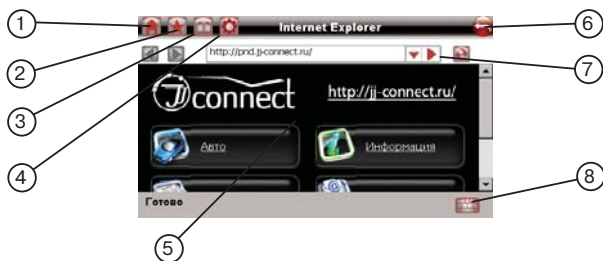 1
Internet Explorer
6
2
http://pnd.jj-connect.ru/
7
3
JJconnect
http://jj-connect.ru/
4
Авто
Информация
Готово
8
5